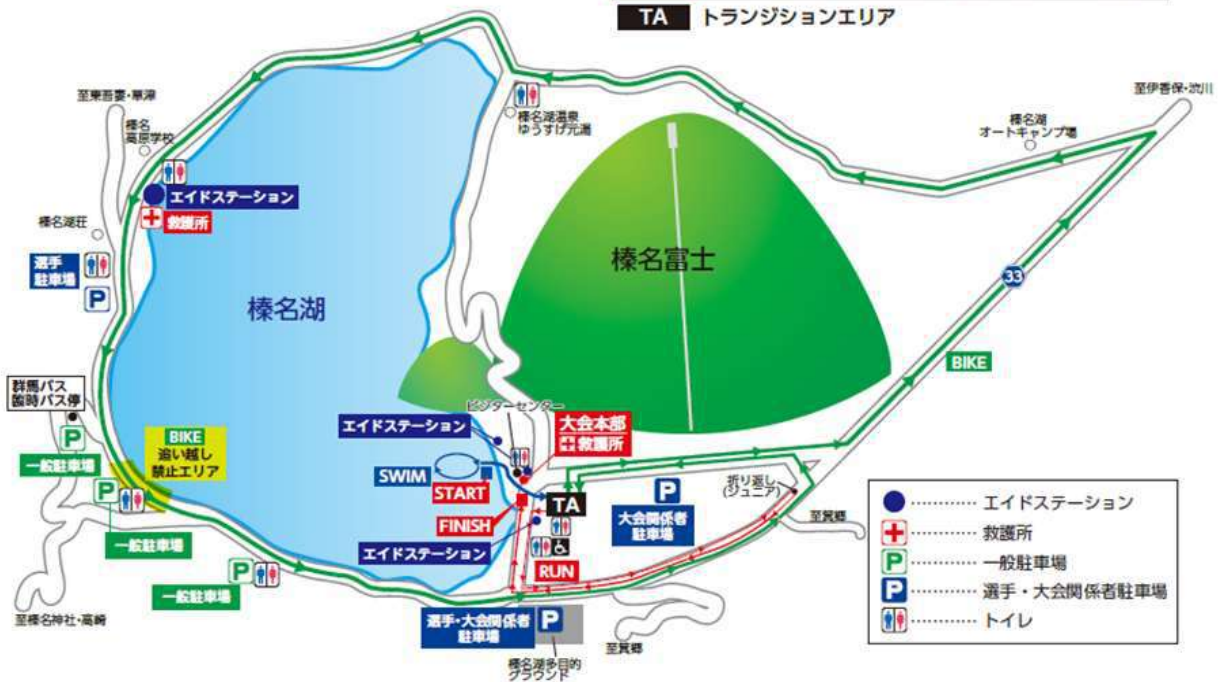 TA トランジションエリア
至東吾妻・草津
榛名
高原学校
榛名湖温泉
ゆうすげ元湯
榛名湖
オートキャンプ場
至伊香保・渋川
エイドステーション
救護所
榛名湖荘
選手
駐車場
P
榛名湖
榛名富士
33
BIKE
群馬バス
臨時バス停
P
一般駐車場
BIKE
追い越し
禁止エリア
P
一般駐車場
P
一般駐車場
至榛名神社・高崎
ビジターセンター
エイドステーション
大会本部
救護所
SWIM
START
FINISH
TA
エイドステーション
RUN
P
大会関係者
駐車場
折り返し
(ジュニア)
至箕郷
選手・大会関係者
駐車場
P
榛名湖多目的
グラウンド
至箕郷
エイドステーション
救護所
P 一般駐車場
P 選手・大会関係者駐車場
トイレ